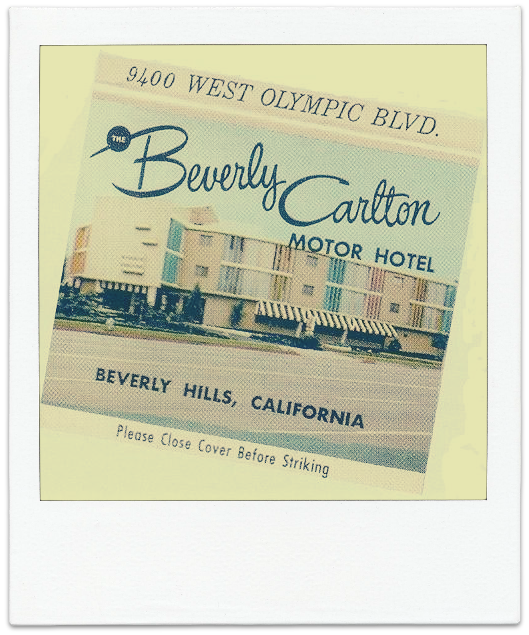 9400 WEST OLYMPIC BLVD.
THE
Beverly
Carlton
MOTOR HOTEL
BEVERLY HILLS, CALIFORNIA
Please Close Cover Before Striking